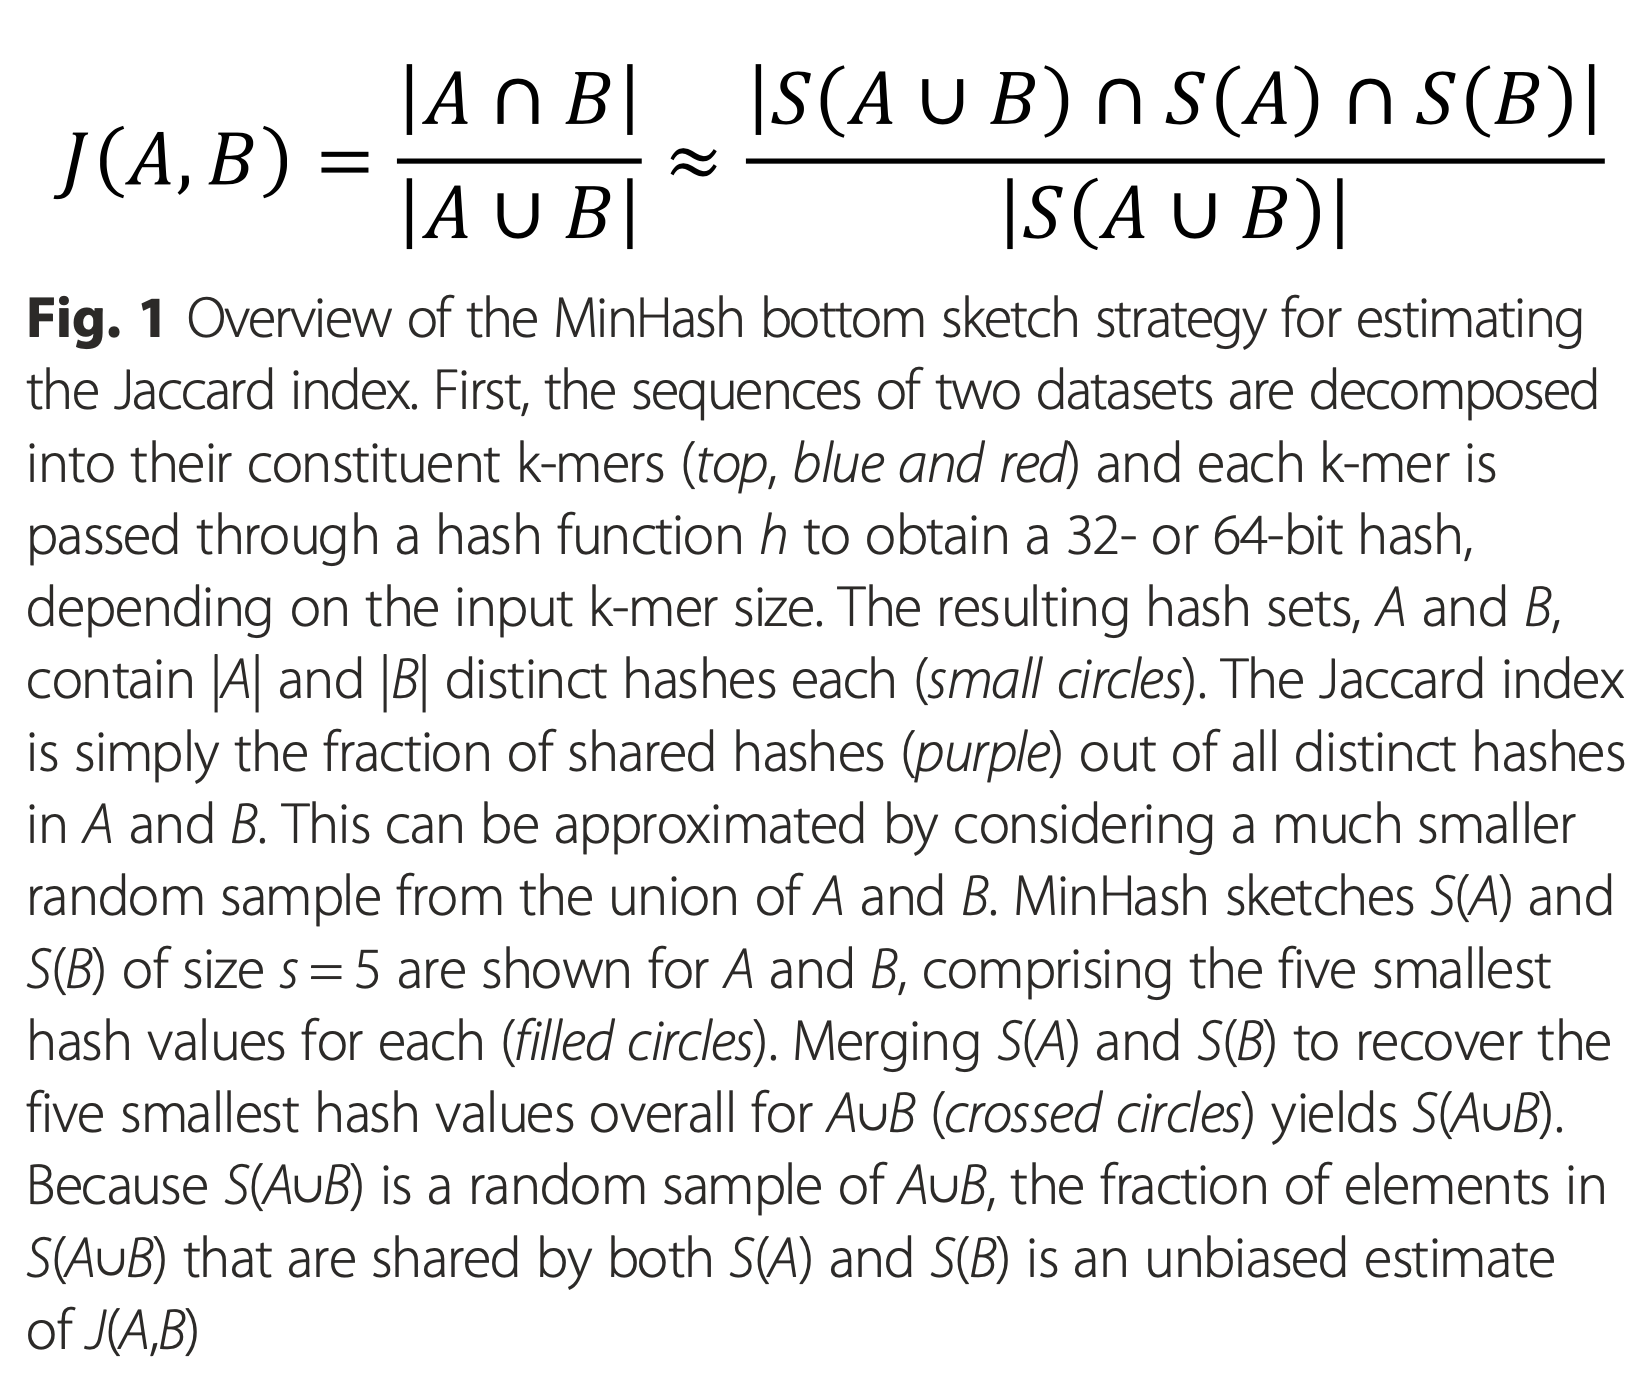 J(A, B) = |A ∩ B| / |A ∪ B| ≈ |S(A ∪ B) ∩ S(A) ∩ S(B)| / |S(A ∪ B)|
Fig. 1 Overview of the MinHash bottom sketch strategy for estimating
the Jaccard index. First, the sequences of two datasets are decomposed
into their constituent k-mers (top, blue and red) and each k-mer is
passed through a hash function h to obtain a 32- or 64-bit hash,
depending on the input k-mer size. The resulting hash sets, A and B,
contain |A| and |B| distinct hashes each (small circles). The Jaccard index
is simply the fraction of shared hashes (purple) out of all distinct hashes
in A and B. This can be approximated by considering a much smaller
random sample from the union of A and B. MinHash sketches S(A) and
S(B) of size s = 5 are shown for A and B, comprising the five smallest
hash values for each (filled circles). Merging S(A) and S(B) to recover the
five smallest hash values overall for A∪B (crossed circles) yields S(A∪B).
Because S(A∪B) is a random sample of A∪B, the fraction of elements in
S(A∪B) that are shared by both S(A) and S(B) is an unbiased estimate
of J(A,B)